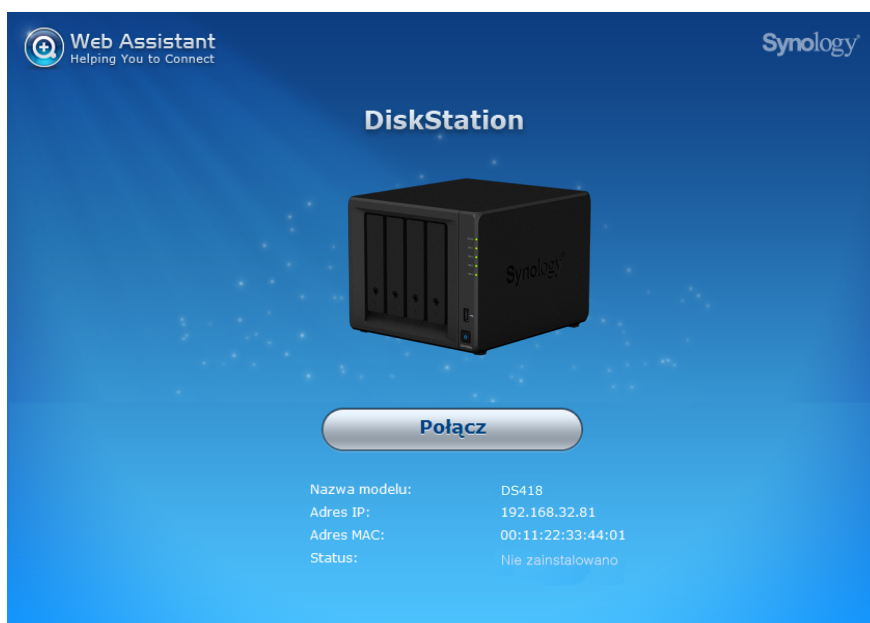 Web Assistant
Helping You to Connect
Synology
DiskStation
Synology
Połącz
Nazwa modelu: DS418
Adres IP: 192.168.32.81
Adres MAC: 00:11:22:33:44:01
Status: Nie zainstalowano